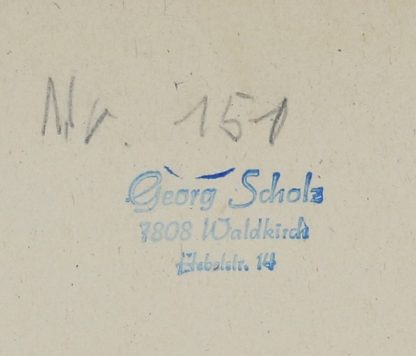 Nr. 151
Georg Scholz
7808 Waldkirch
Hebelstr. 14